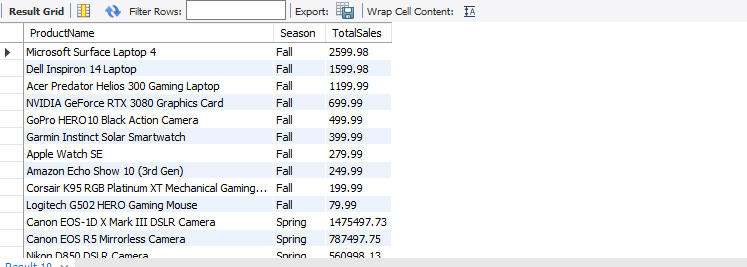 Result Grid Filter Rows: Export: Wrap Cell Content:
ProductName Season TotalSales
Microsoft Surface Laptop 4 Fall 2599.98
Dell Inspiron 14 Laptop Fall 1599.98
Acer Predator Helios 300 Gaming Laptop Fall 1199.99
NVIDIA GeForce RTX 3080 Graphics Card Fall 699.99
GoPro HERO10 Black Action Camera Fall 499.99
Garmin Instinct Solar Smartwatch Fall 399.99
Apple Watch SE Fall 279.99
Amazon Echo Show 10 (3rd Gen) Fall 249.99
Corsair K95 RGB Platinum XT Mechanical Gaming... Fall 199.99
Logitech G502 HERO Gaming Mouse Fall 79.99
Canon EOS-1D X Mark III DSLR Camera Spring 1475497.73
Canon EOS R5 Mirrorless Camera Spring 787497.75
Nikon D850 DSLR Camera Spring 560998.13
Result 19